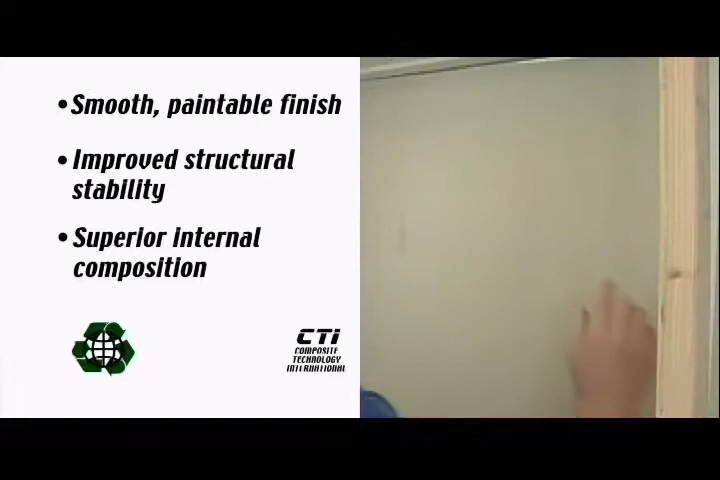 •Smooth, paintable finish
•Improved structural
stability
•Superior internal
composition
CTi
COMPOSITE
TECHNOLOGY
INTERNATIONAL